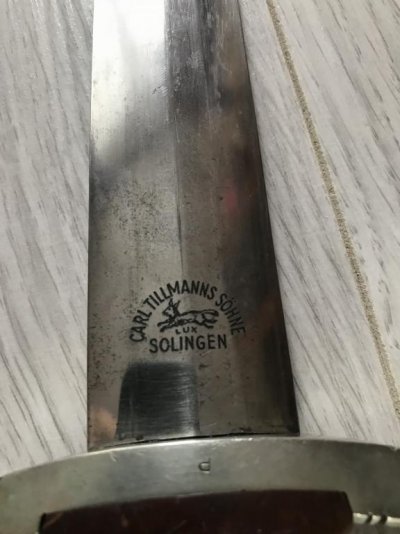 CARL TILLMANNS SÖHNE
LUX
SOLINGEN
D